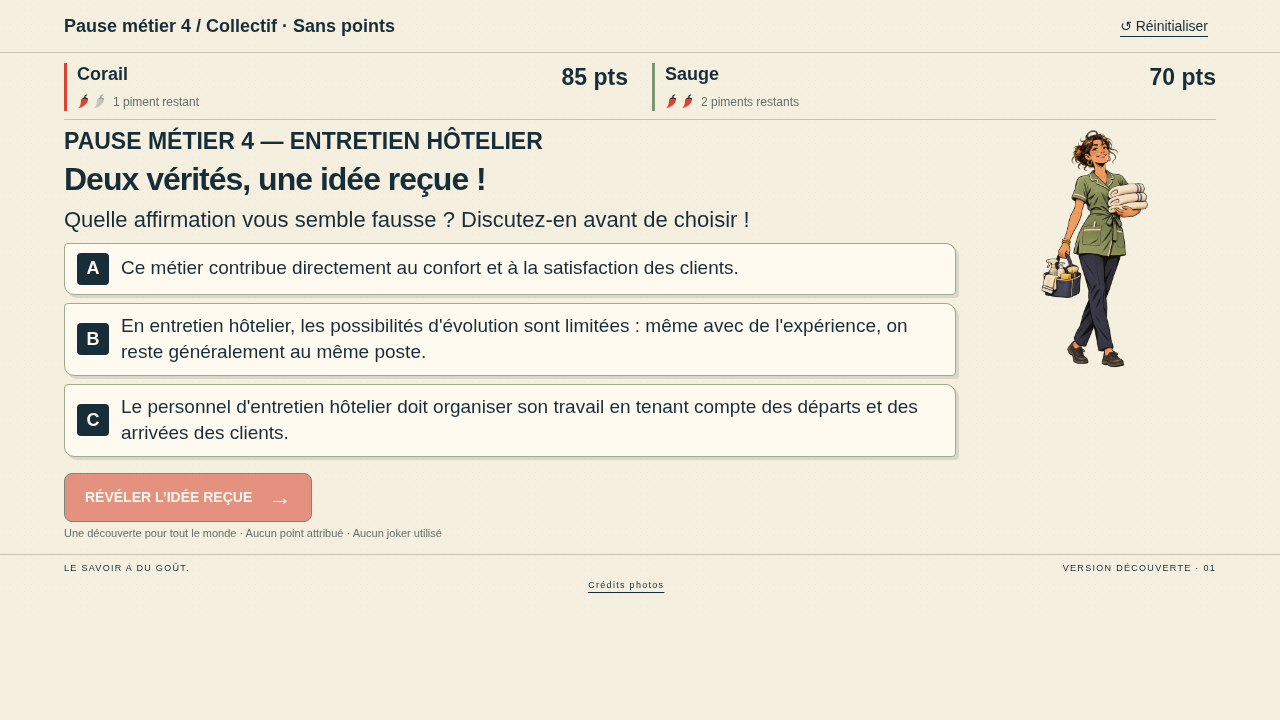 Pause métier 4 / Collectif · Sans points
↺ Réinitialiser
Corail
85 pts
1 piment restant
Sauge
70 pts
2 piments restants
PAUSE MÉTIER 4 — ENTRETIEN HÔTELIER
Deux vérités, une idée reçue !
Quelle affirmation vous semble fausse ? Discutez-en avant de choisir !
A
Ce métier contribue directement au confort et à la satisfaction des clients.
B
En entretien hôtelier, les possibilités d'évolution sont limitées : même avec de l'expérience, on
reste généralement au même poste.
C
Le personnel d'entretien hôtelier doit organiser son travail en tenant compte des départs et des
arrivées des clients.
RÉVÉLER L’IDÉE REÇUE →
Une découverte pour tout le monde · Aucun point attribué · Aucun joker utilisé
LE SAVOIR A DU GOÛT.
VERSION DÉCOUVERTE · 01
Crédits photos